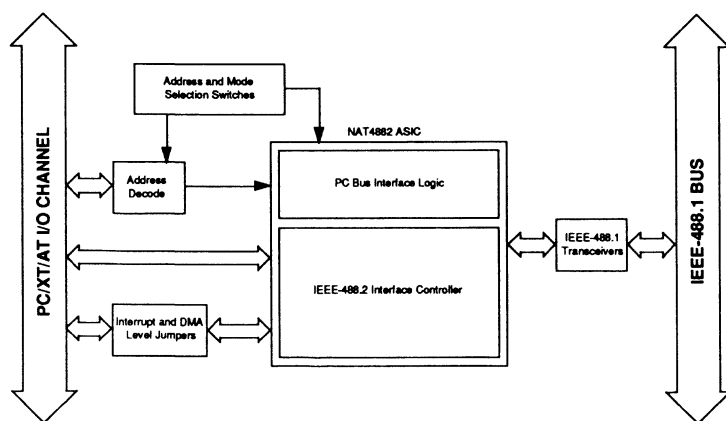 Address and Mode
Selection Switches
NAT4882 ASIC
PC Bus Interface Logic
Address
Decode
IEEE-488.2 Interface Controller
IEEE-488.1
Transceivers
Interrupt and DMA
Level Jumpers
PC/XT/AT I/O CHANNEL
IEEE-488.1 BUS